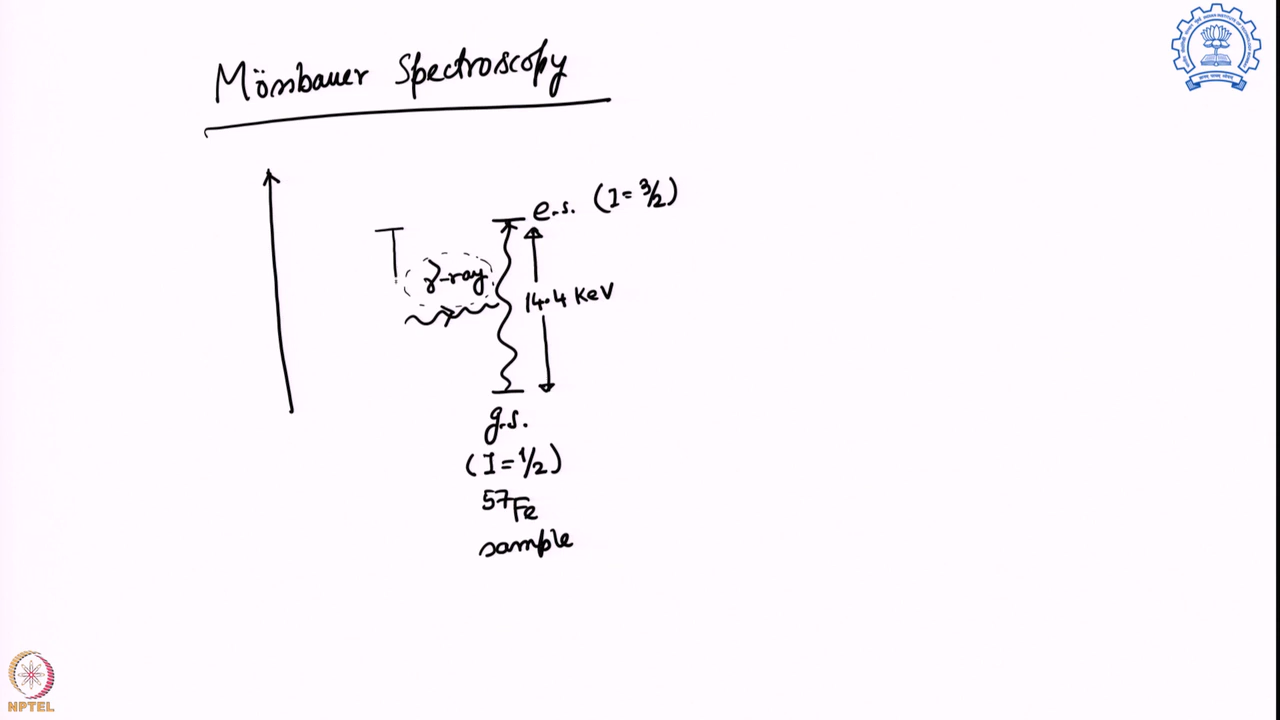 Mössbauer Spectroscopy
e.s. (I = 3/2)
γ-ray
14.4 KeV
g.s.
(I = 1/2)
⁵⁷Fe
sample
NPTEL